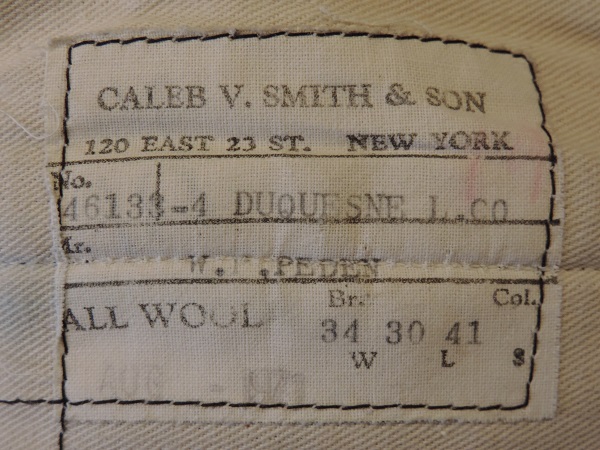 CALEB V. SMITH & SON
120 EAST 23 ST. NEW YORK
No.
46133-4 DUQUESNE L.CO
Mr.
PEDEN
ALL WOOL
Br. Col.
34 30 41
W L S
AUG